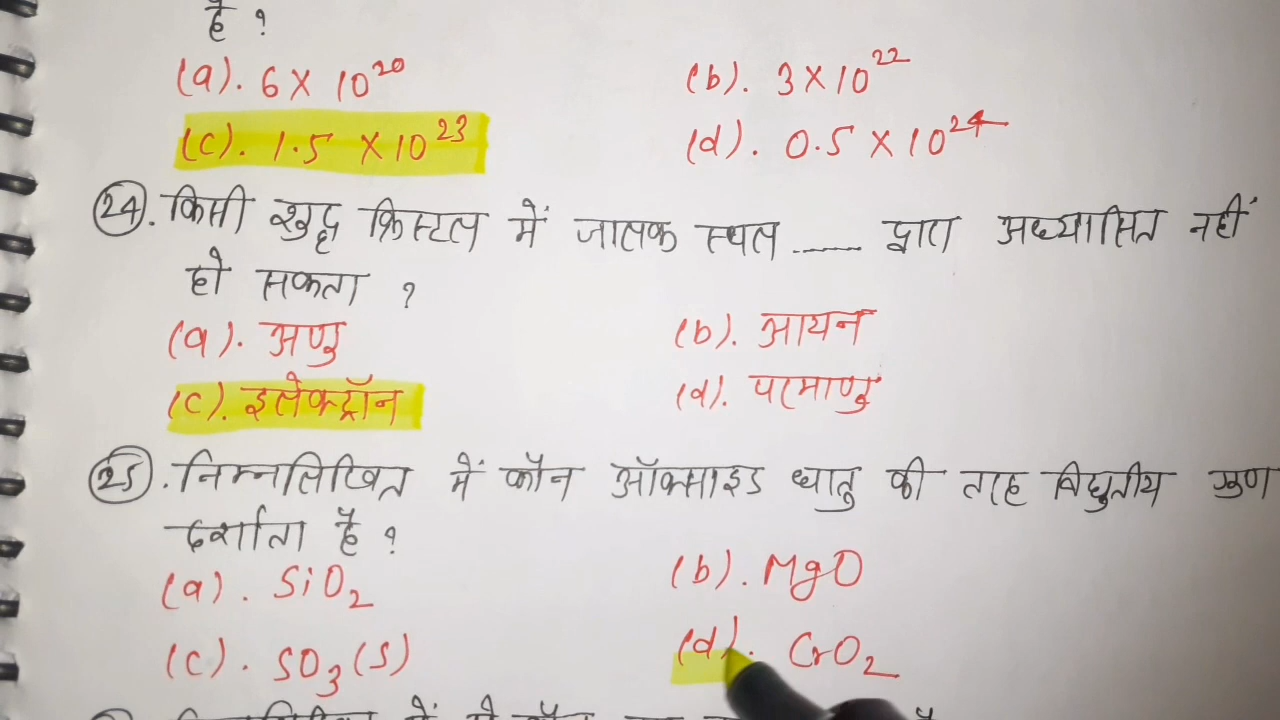 है ?
(a). 6 X 10²⁰ (b). 3 X 10²²
(c). 1.5 X 10²³ (d). 0.5 X 10²⁴
24. किसी शुद्ध क्रिस्टल में जालक स्थल ___ द्वारा अध्यासित नहीं
हो सकता ?
(a). अणु (b). आयन
(c). इलेक्ट्रॉन (d). परमाणु
25. निम्नलिखित में कौन ऑक्साइड धातु की तरह विद्युतीय गुण
दर्शाता है ?
(a). SiO₂ (b). MgO
(c). SO₃(S) (d). CrO₂